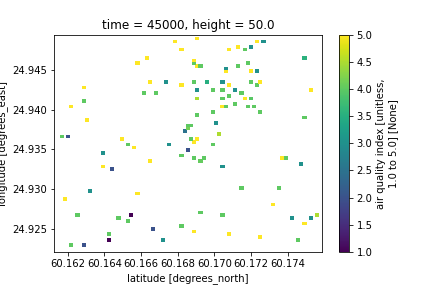 time = 45000, height = 50.0
24.945
24.940
24.935
24.930
24.925
longitude [degrees_east]
60.162 60.164 60.166 60.168 60.170 60.172 60.174
latitude [degrees_north]
5.0
4.5
4.0
3.5
3.0
2.5
2.0
1.5
1.0
air quality index [unitless,
1.0 to 5.0] [None]